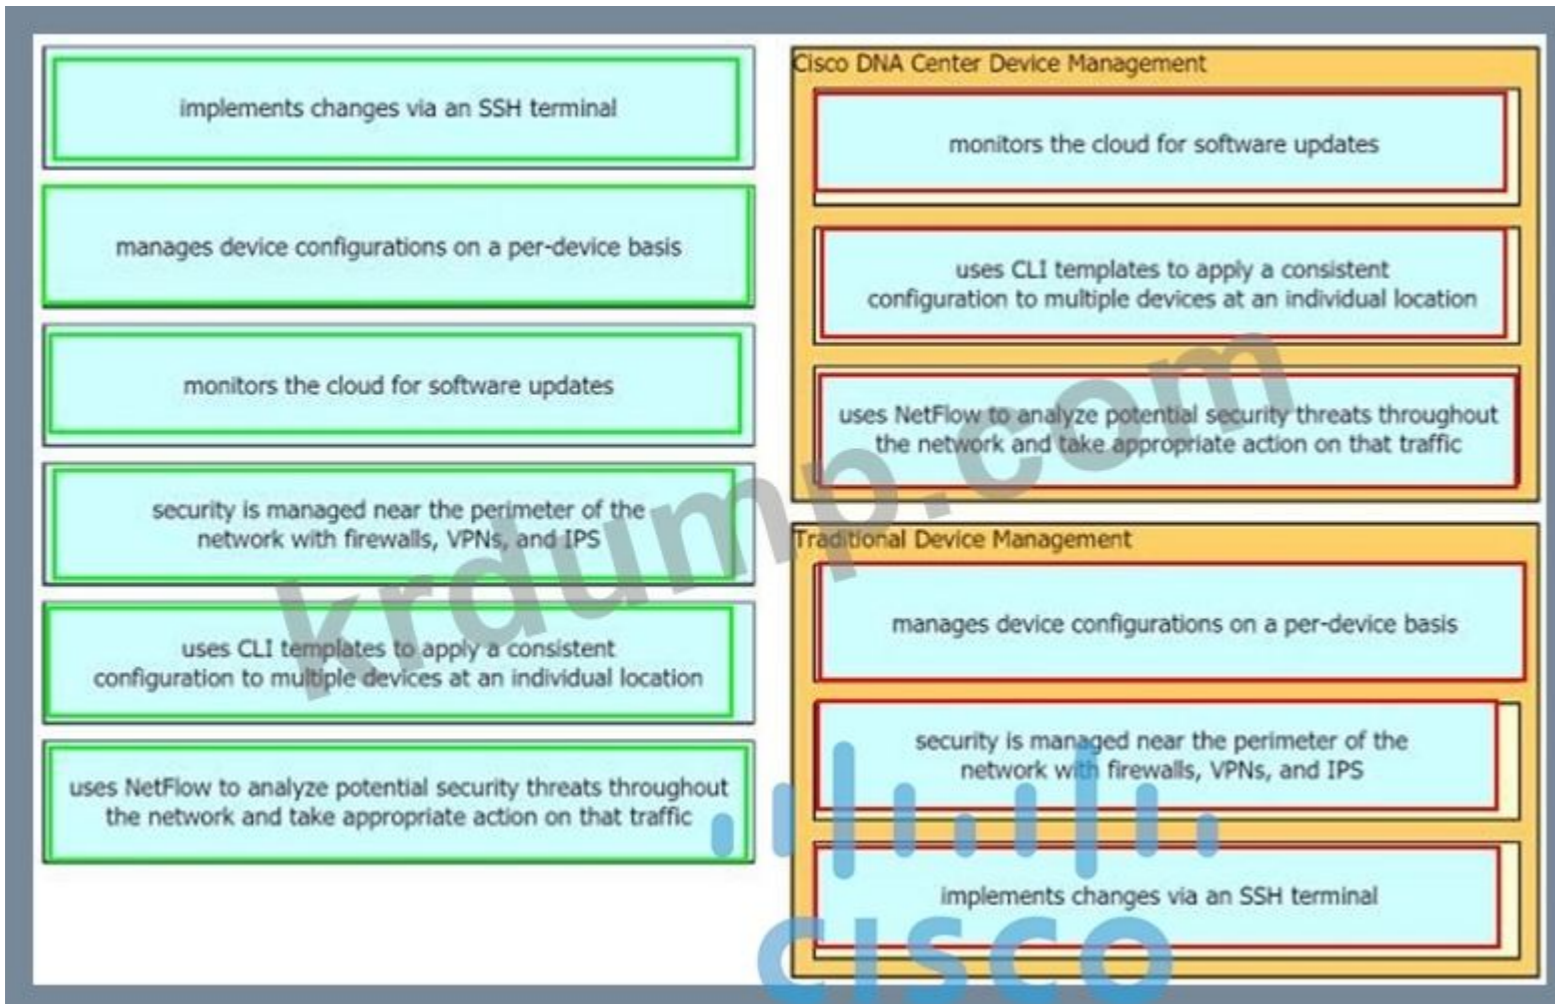 implements changes via an SSH terminal
manages device configurations on a per-device basis
monitors the cloud for software updates
security is managed near the perimeter of the
network with firewalls, VPNs, and IPS
uses CLI templates to apply a consistent
configuration to multiple devices at an individual location
uses NetFlow to analyze potential security threats throughout
the network and take appropriate action on that traffic
Cisco DNA Center Device Management
monitors the cloud for software updates
uses CLI templates to apply a consistent
configuration to multiple devices at an individual location
uses NetFlow to analyze potential security threats throughout
the network and take appropriate action on that traffic
Traditional Device Management
manages device configurations on a per-device basis
security is managed near the perimeter of the
network with firewalls, VPNs, and IPS
implements changes via an SSH terminal
krdump.com
CISCO